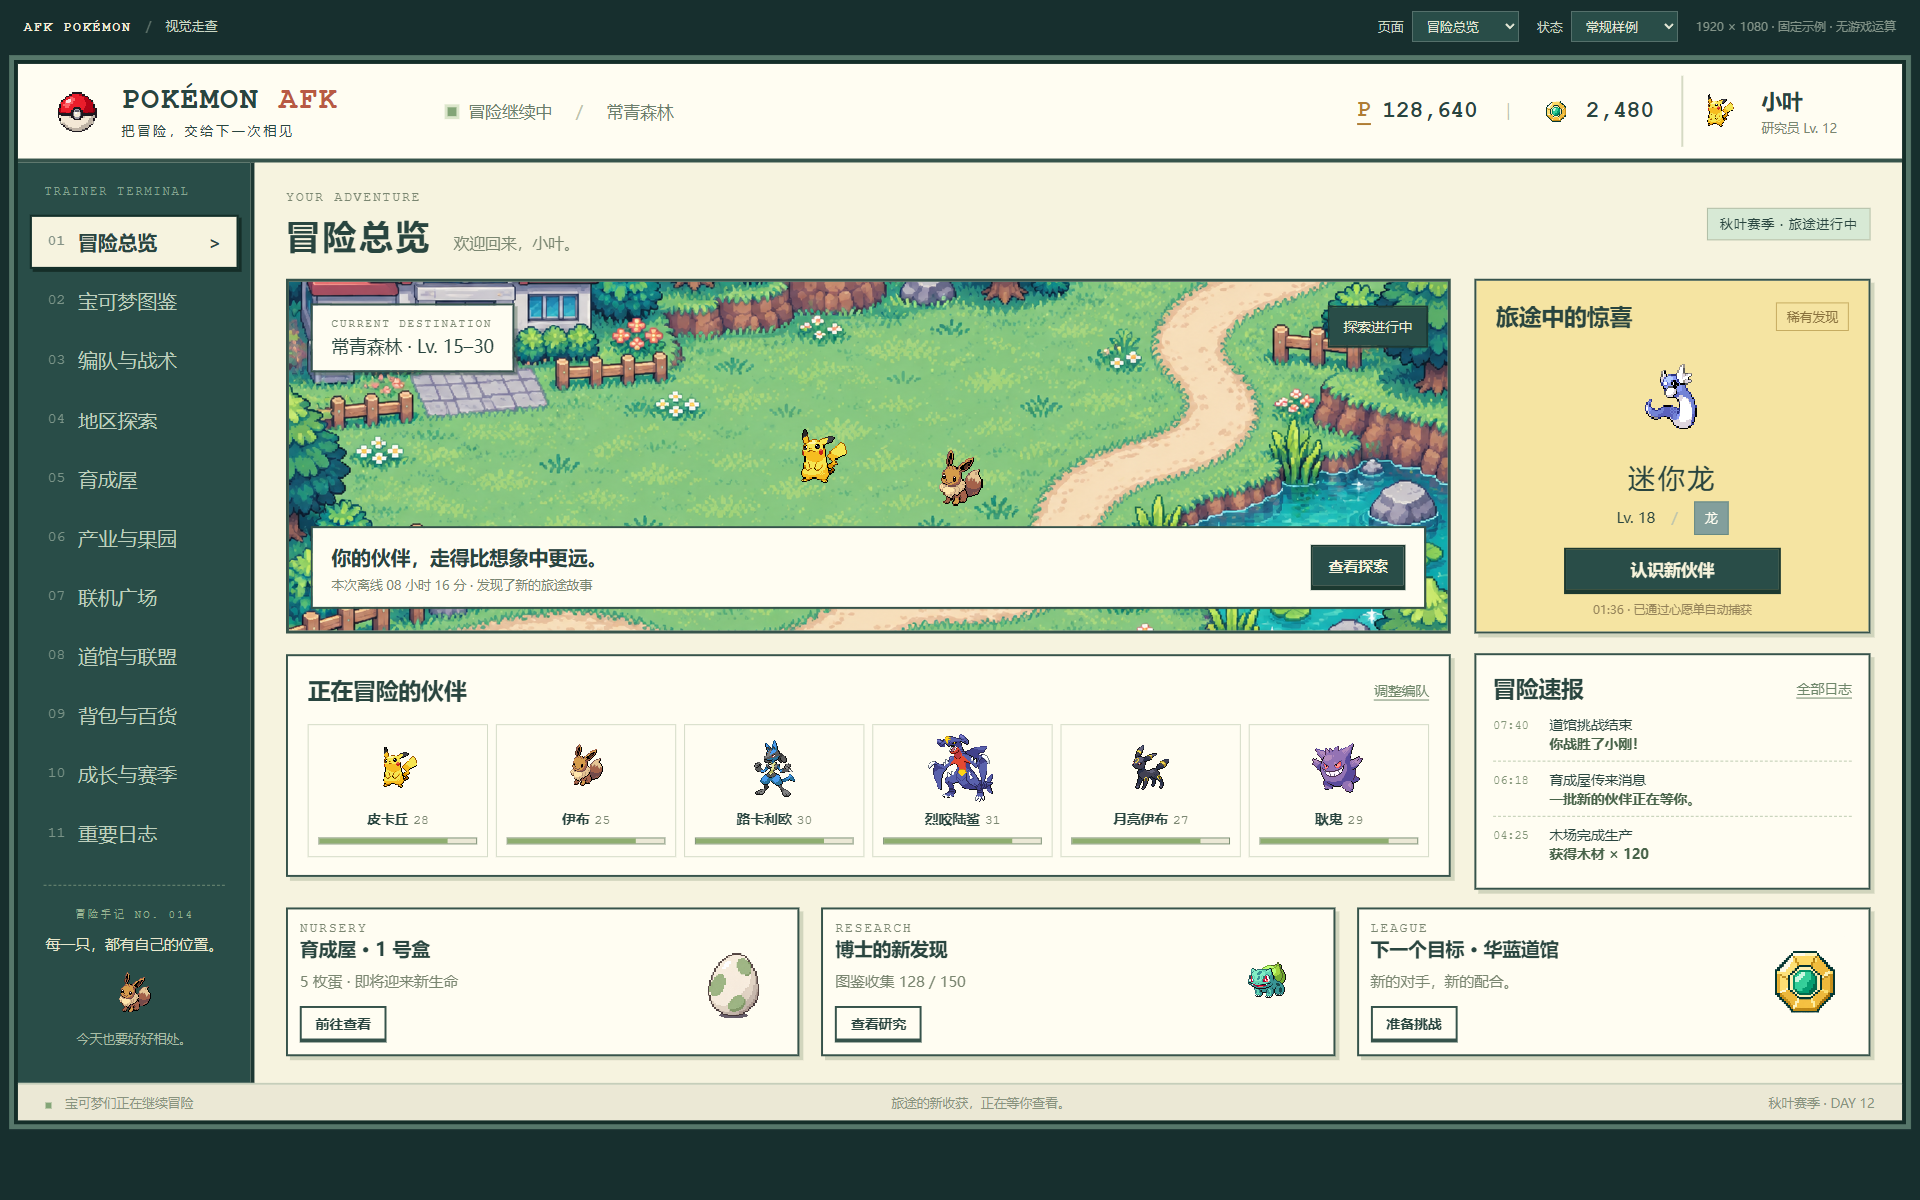 AFK POKÉMON / 视觉走查
页面 冒险总览 状态 常规样例 1920 × 1080 · 固定示例 · 无游戏运算
POKÉMON AFK
把冒险，交给下一次相见
冒险继续中 / 常青森林
P 128,640
2,480
小叶
研究员 Lv. 12
TRAINER TERMINAL
01 冒险总览 >
02 宝可梦图鉴
03 编队与战术
04 地区探索
05 育成屋
06 产业与果园
07 联机广场
08 道馆与联盟
09 背包与百货
10 成长与赛季
11 重要日志
冒险手记 NO. 014
每一只，都有自己的位置。
今天也要好好相处。
YOUR ADVENTURE
冒险总览 欢迎回来，小叶。
秋叶赛季 · 旅途进行中
CURRENT DESTINATION
常青森林 · Lv. 15–30
探索进行中
你的伙伴，走得比想象中更远。
本次离线 08 小时 16 分 · 发现了新的旅途故事
查看探索
旅途中的惊喜
稀有发现
迷你龙
Lv. 18 / 龙
认识新伙伴
01:36 · 已通过心愿单自动捕获
正在冒险的伙伴
调整编队
皮卡丘 28
伊布 25
路卡利欧 30
烈咬陆鲨 31
月亮伊布 27
耿鬼 29
冒险速报
全部日志
07:40 道馆挑战结束
你战胜了小刚！
06:18 育成屋传来消息
一批新的伙伴正在等你。
04:25 木场完成生产
获得木材 × 120
NURSERY
育成屋 · 1 号盒
5 枚蛋 · 即将迎来新生命
前往查看
RESEARCH
博士的新发现
图鉴收集 128 / 150
查看研究
LEAGUE
下一个目标 · 华蓝道馆
新的对手，新的配合。
准备挑战
宝可梦们正在继续冒险
旅途的新收获，正在等你查看。
秋叶赛季 · DAY 12